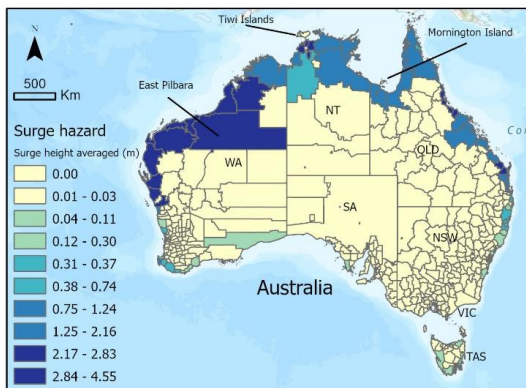 Tiwi Islands
Mornington Island
N
500
Km
East Pilbara
Surge hazard
Surge height averaged (m)
0.00
0.01 - 0.03
0.04 - 0.11
0.12 - 0.30
0.31 - 0.37
0.38 - 0.74
0.75 - 1.24
1.25 - 2.16
2.17 - 2.83
2.84 - 4.55
NT
QLD
WA
SA
NSW
VIC
TAS
Australia